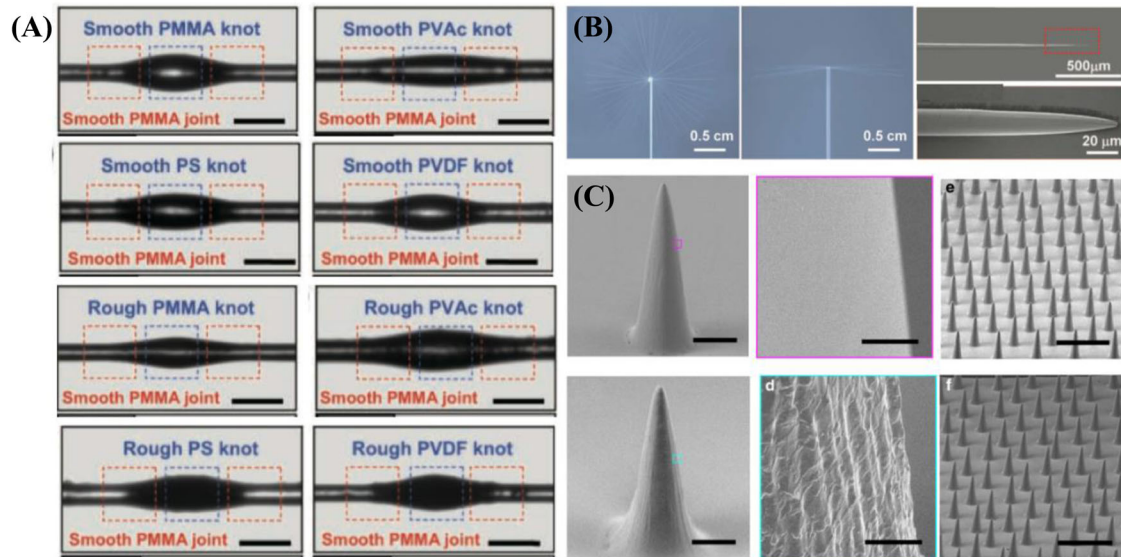 (A)
Smooth PMMA knot
Smooth PMMA joint
Smooth PVAc knot
Smooth PMMA joint
Smooth PS knot
Smooth PMMA joint
Smooth PVDF knot
Smooth PMMA joint
Rough PMMA knot
Smooth PMMA joint
Rough PVAc knot
Smooth PMMA joint
Rough PS knot
Smooth PMMA joint
Rough PVDF knot
Smooth PMMA joint
(B)
0.5 cm
0.5 cm
500μm
20 μm
(C)
e
d
f